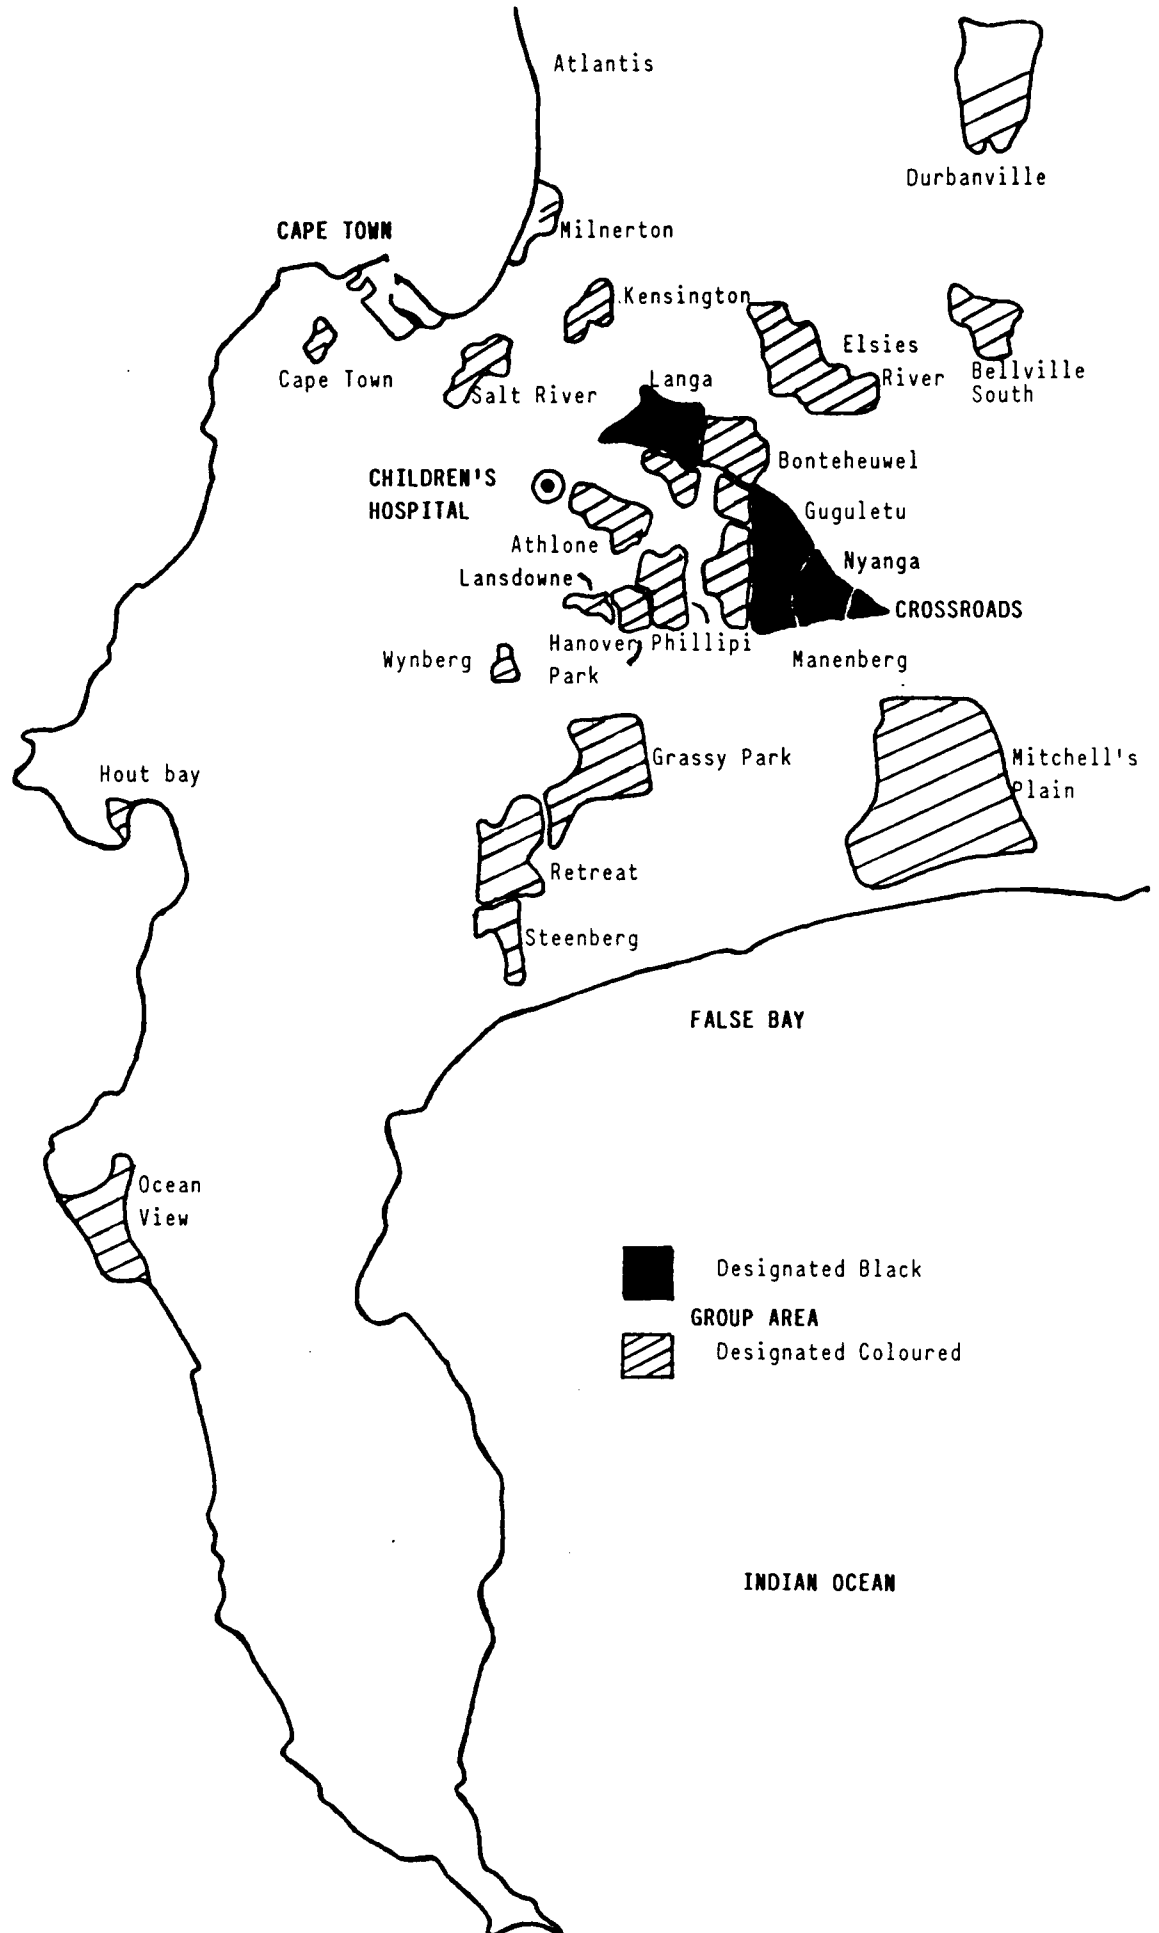 Atlantis
Durbanville
CAPE TOWN
Milnerton
Kensington
Elsies
River
Bellville
South
Cape Town
Salt River
Langa
Bonteheuwel
CHILDREN'S
HOSPITAL
Guguletu
Athlone
Nyanga
Lansdowne
CROSSROADS
Hanover
Park
Phillipi
Wynberg
Manenberg
Grassy Park
Mitchell's
Plain
Hout bay
Retreat
Steenberg
FALSE BAY
Ocean
View
Designated Black
GROUP AREA
Designated Coloured
INDIAN OCEAN